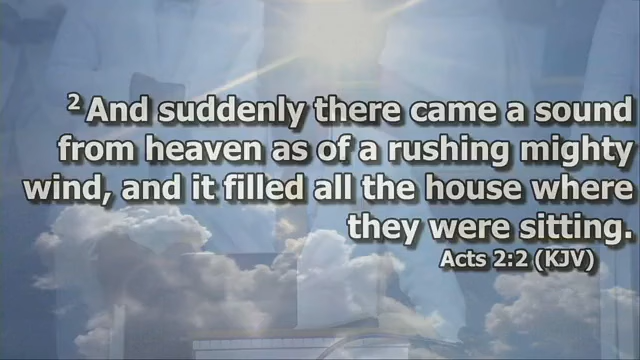 2 And suddenly there came a sound
from heaven as of a rushing mighty
wind, and it filled all the house where
they were sitting.
Acts 2:2 (KJV)